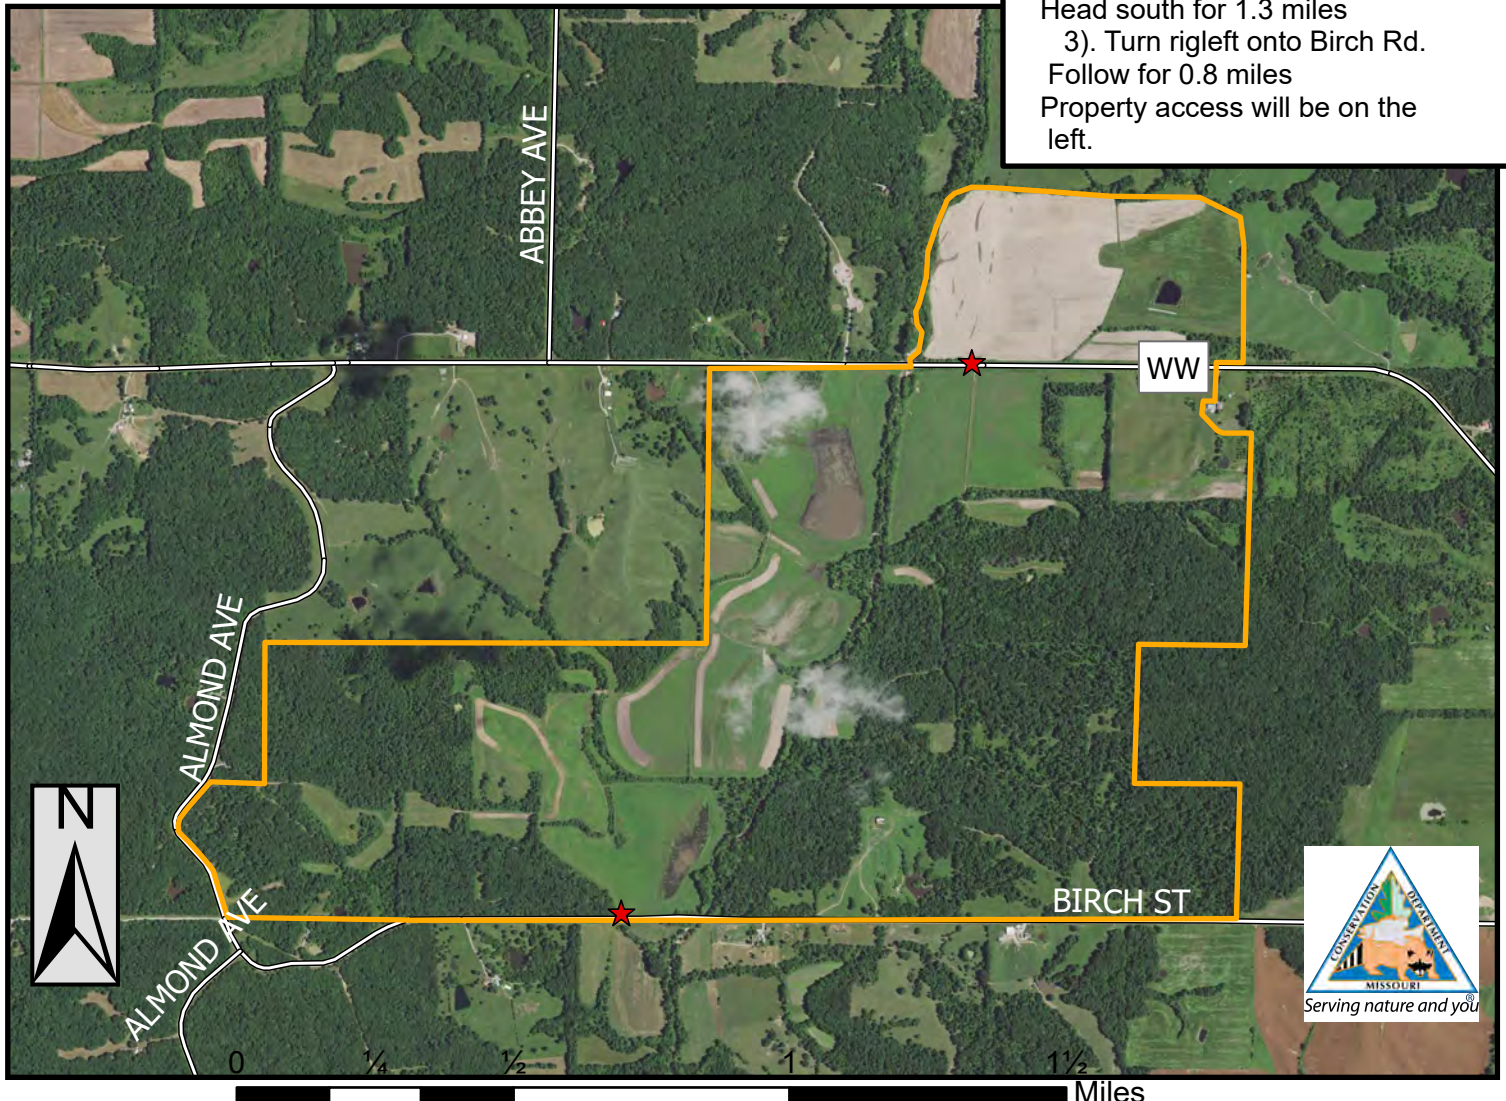 Head south for 1.3 miles
3). Turn rigleft onto Birch Rd.
Follow for 0.8 miles
Property access will be on the
left.
ABBEY AVE
WW
ALMOND AVE
N
BIRCH ST
ALMOND AVE
CONSERVATION
DEPARTMENT
MISSOURI
Serving nature and you®
0 ¼ ½ 1 1½
Miles